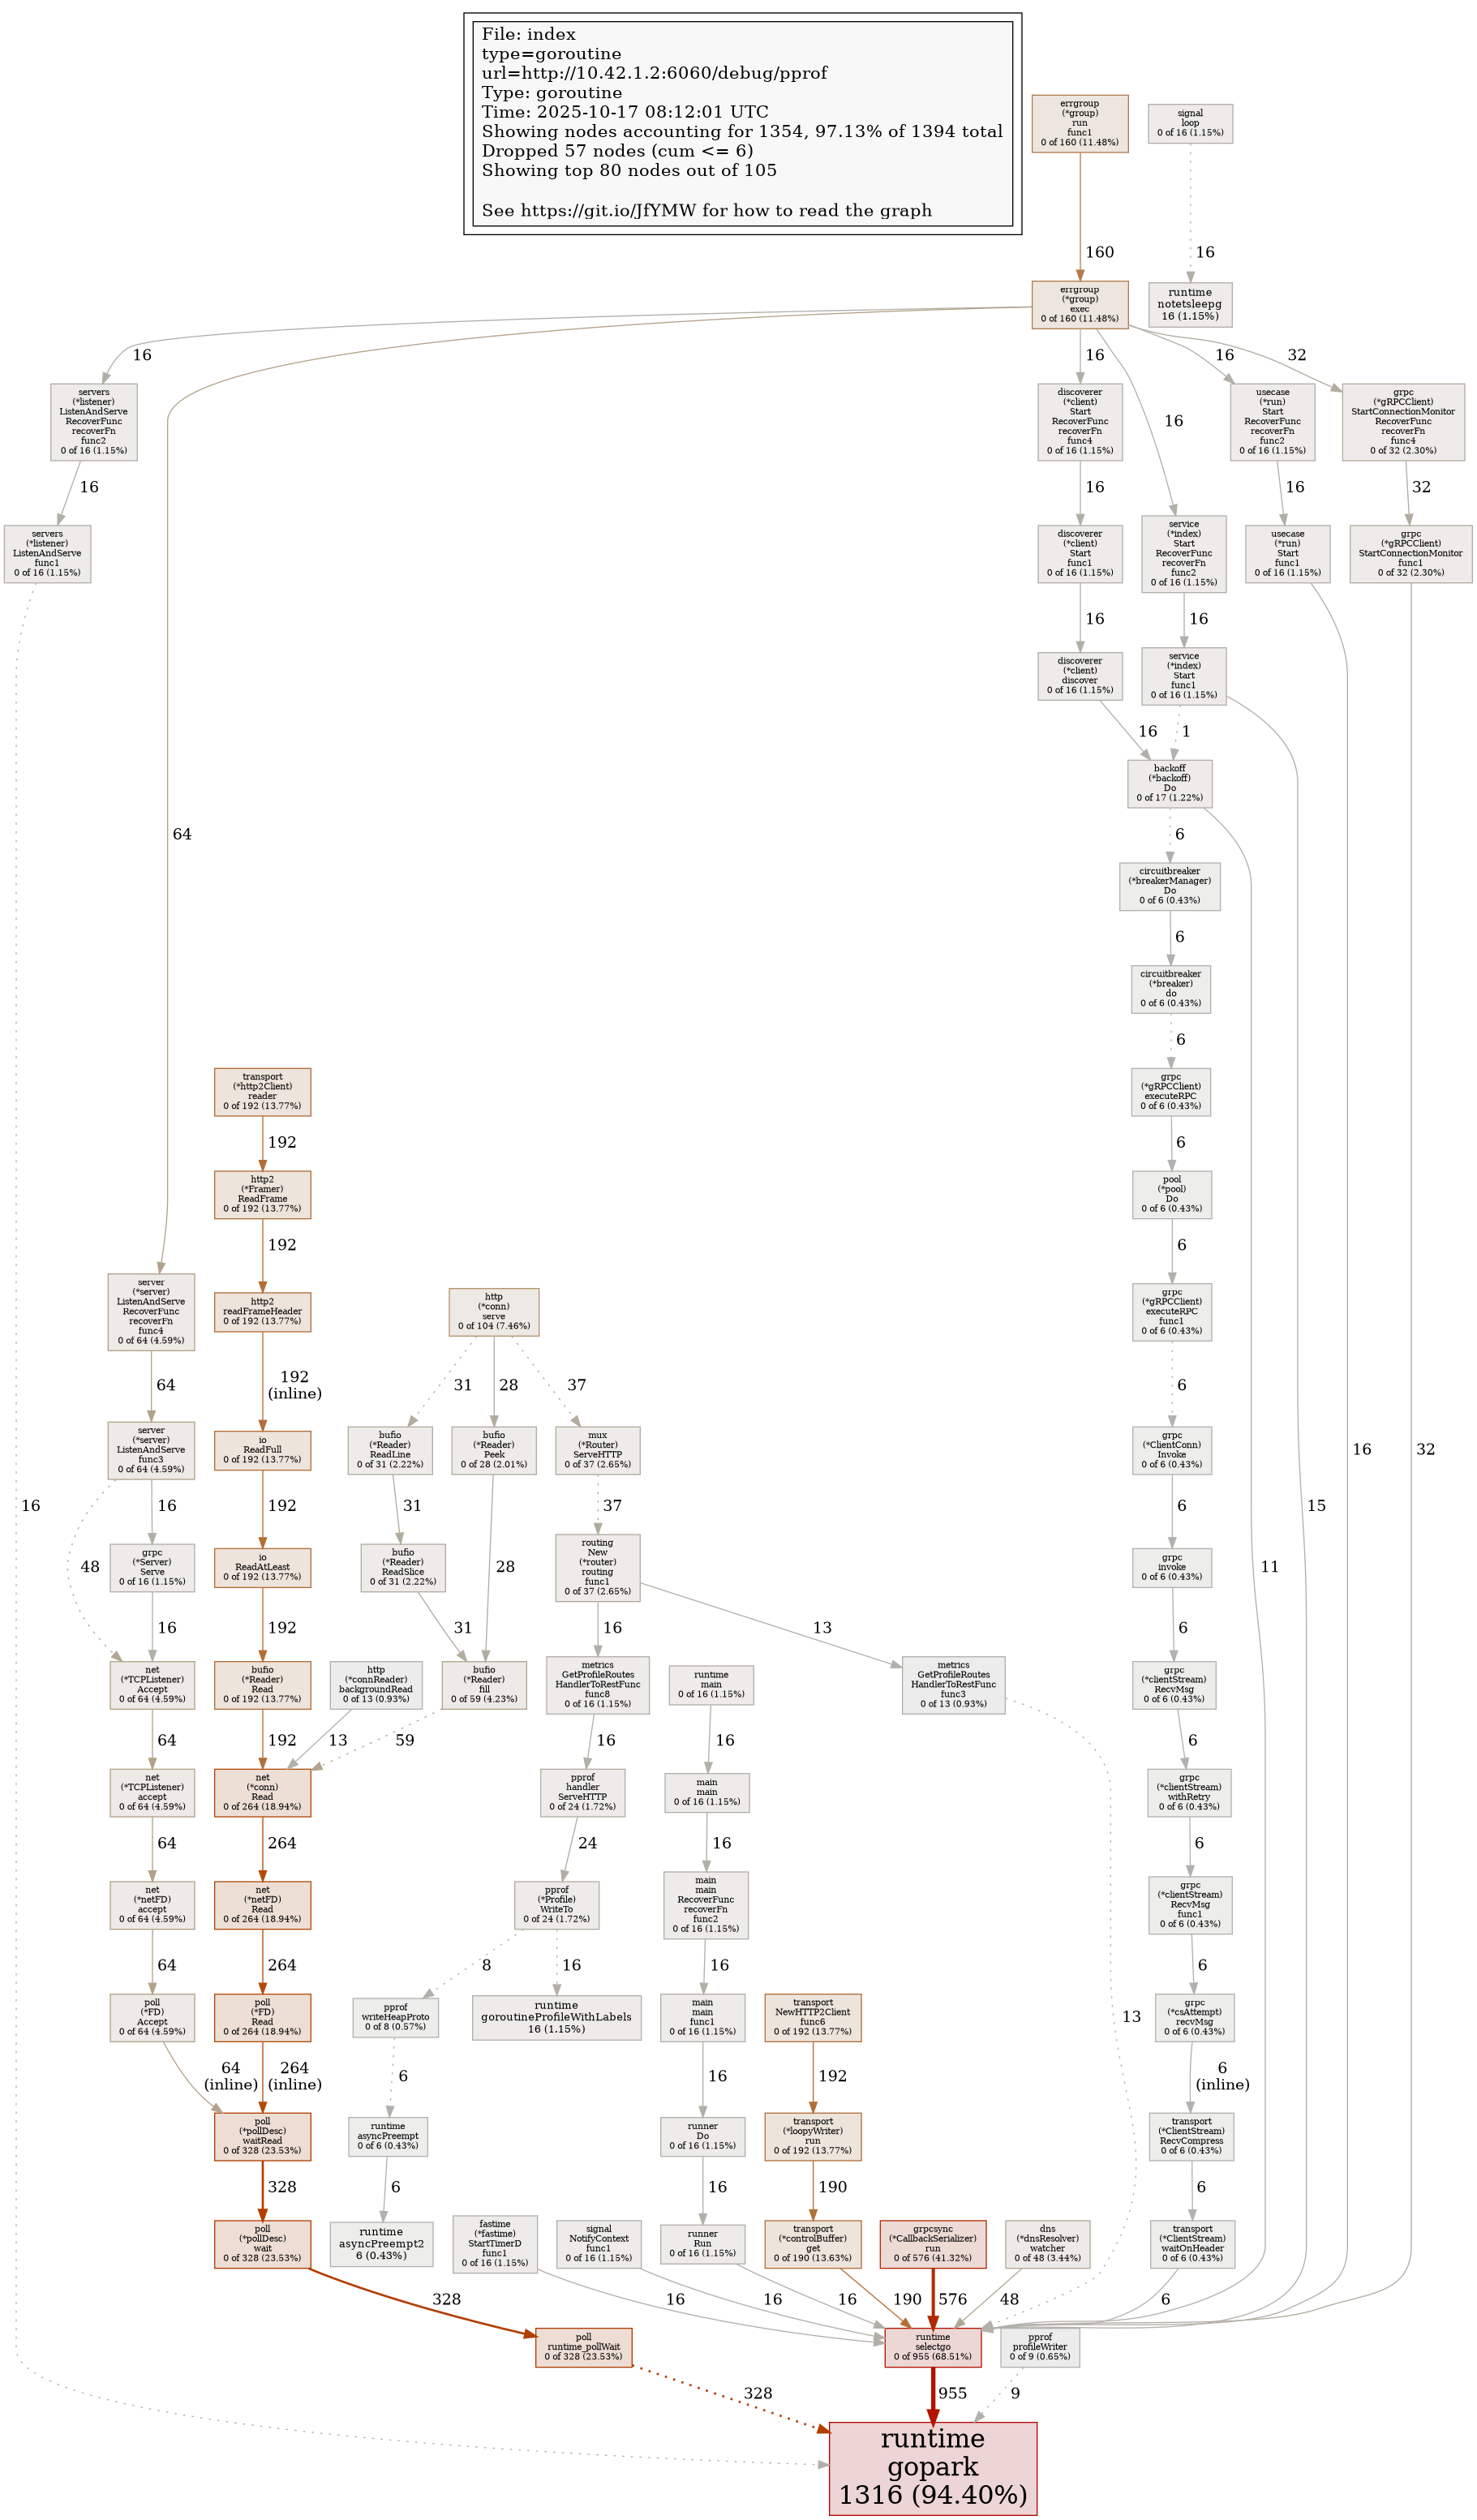 File: index
type=goroutine
url=http://10.42.1.2:6060/debug/pprof
Type: goroutine
Time: 2025-10-17 08:12:01 UTC
Showing nodes accounting for 1354, 97.13% of 1394 total
Dropped 57 nodes (cum <= 6)
Showing top 80 nodes out of 105
See https://git.io/JfYMW for how to read the graph
errgroup
(*group)
run
func1
0 of 160 (11.48%)
signal
loop
0 of 16 (1.15%)
160
16
errgroup
(*group)
exec
0 of 160 (11.48%)
runtime
notetsleepg
16 (1.15%)
16
64
16
16
16
32
servers
(*listener)
ListenAndServe
RecoverFunc
recoverFn
func2
0 of 16 (1.15%)
discoverer
(*client)
Start
RecoverFunc
recoverFn
func4
0 of 16 (1.15%)
usecase
(*run)
Start
RecoverFunc
recoverFn
func2
0 of 16 (1.15%)
grpc
(*gRPCClient)
StartConnectionMonitor
RecoverFunc
recoverFn
func4
0 of 32 (2.30%)
16
16
16
32
servers
(*listener)
ListenAndServe
func1
0 of 16 (1.15%)
discoverer
(*client)
Start
func1
0 of 16 (1.15%)
service
(*index)
Start
RecoverFunc
recoverFn
func2
0 of 16 (1.15%)
usecase
(*run)
Start
func1
0 of 16 (1.15%)
grpc
(*gRPCClient)
StartConnectionMonitor
func1
0 of 32 (2.30%)
16
16
discoverer
(*client)
discover
0 of 16 (1.15%)
service
(*index)
Start
func1
0 of 16 (1.15%)
16
1
backoff
(*backoff)
Do
0 of 17 (1.22%)
6
circuitbreaker
(*breakerManager)
Do
0 of 6 (0.43%)
6
circuitbreaker
(*breaker)
do
0 of 6 (0.43%)
6
transport
(*http2Client)
reader
0 of 192 (13.77%)
grpc
(*gRPCClient)
executeRPC
0 of 6 (0.43%)
192
6
http2
(*Framer)
ReadFrame
0 of 192 (13.77%)
pool
(*pool)
Do
0 of 6 (0.43%)
192
6
server
(*server)
ListenAndServe
RecoverFunc
recoverFn
func4
0 of 64 (4.59%)
http2
readFrameHeader
0 of 192 (13.77%)
http
(*conn)
serve
0 of 104 (7.46%)
grpc
(*gRPCClient)
executeRPC
func1
0 of 6 (0.43%)
64
192
(inline)
31
28
37
6
server
(*server)
ListenAndServe
func3
0 of 64 (4.59%)
io
ReadFull
0 of 192 (13.77%)
bufio
(*Reader)
ReadLine
0 of 31 (2.22%)
bufio
(*Reader)
Peek
0 of 28 (2.01%)
mux
(*Router)
ServeHTTP
0 of 37 (2.65%)
grpc
(*ClientConn)
Invoke
0 of 6 (0.43%)
16
16
192
31
37
6
16
15
32
48
grpc
(*Server)
Serve
0 of 16 (1.15%)
io
ReadAtLeast
0 of 192 (13.77%)
bufio
(*Reader)
ReadSlice
0 of 31 (2.22%)
28
routing
New
(*router)
routing
func1
0 of 37 (2.65%)
grpc
invoke
0 of 6 (0.43%)
11
16
192
31
16
13
6
net
(*TCPListener)
Accept
0 of 64 (4.59%)
bufio
(*Reader)
Read
0 of 192 (13.77%)
http
(*connReader)
backgroundRead
0 of 13 (0.93%)
bufio
(*Reader)
fill
0 of 59 (4.23%)
metrics
GetProfileRoutes
HandlerToRestFunc
func8
0 of 16 (1.15%)
runtime
main
0 of 16 (1.15%)
metrics
GetProfileRoutes
HandlerToRestFunc
func3
0 of 13 (0.93%)
grpc
(*clientStream)
RecvMsg
0 of 6 (0.43%)
64
192
13
59
16
16
6
net
(*TCPListener)
accept
0 of 64 (4.59%)
net
(*conn)
Read
0 of 264 (18.94%)
pprof
handler
ServeHTTP
0 of 24 (1.72%)
main
main
0 of 16 (1.15%)
grpc
(*clientStream)
withRetry
0 of 6 (0.43%)
64
264
24
16
6
net
(*netFD)
accept
0 of 64 (4.59%)
net
(*netFD)
Read
0 of 264 (18.94%)
pprof
(*Profile)
WriteTo
0 of 24 (1.72%)
main
main
RecoverFunc
recoverFn
func2
0 of 16 (1.15%)
grpc
(*clientStream)
RecvMsg
func1
0 of 6 (0.43%)
64
264
8
16
16
6
poll
(*FD)
Accept
0 of 64 (4.59%)
poll
(*FD)
Read
0 of 264 (18.94%)
pprof
writeHeapProto
0 of 8 (0.57%)
runtime
goroutineProfileWithLabels
16 (1.15%)
main
main
func1
0 of 16 (1.15%)
transport
NewHTTP2Client
func6
0 of 192 (13.77%)
13
grpc
(*csAttempt)
recvMsg
0 of 6 (0.43%)
64
(inline)
264
(inline)
6
16
192
6
(inline)
poll
(*pollDesc)
waitRead
0 of 328 (23.53%)
runtime
asyncPreempt
0 of 6 (0.43%)
runner
Do
0 of 16 (1.15%)
transport
(*loopyWriter)
run
0 of 192 (13.77%)
transport
(*ClientStream)
RecvCompress
0 of 6 (0.43%)
328
6
16
190
6
poll
(*pollDesc)
wait
0 of 328 (23.53%)
runtime
asyncPreempt2
6 (0.43%)
fastime
(*fastime)
StartTimerD
func1
0 of 16 (1.15%)
signal
NotifyContext
func1
0 of 16 (1.15%)
runner
Run
0 of 16 (1.15%)
transport
(*controlBuffer)
get
0 of 190 (13.63%)
grpcsync
(*CallbackSerializer)
run
0 of 576 (41.32%)
dns
(*dnsResolver)
watcher
0 of 48 (3.44%)
transport
(*ClientStream)
waitOnHeader
0 of 6 (0.43%)
328
16
16
16
190
576
48
6
poll
runtime_pollWait
0 of 328 (23.53%)
runtime
selectgo
0 of 955 (68.51%)
pprof
profileWriter
0 of 9 (0.65%)
328
955
9
runtime
gopark
1316 (94.40%)